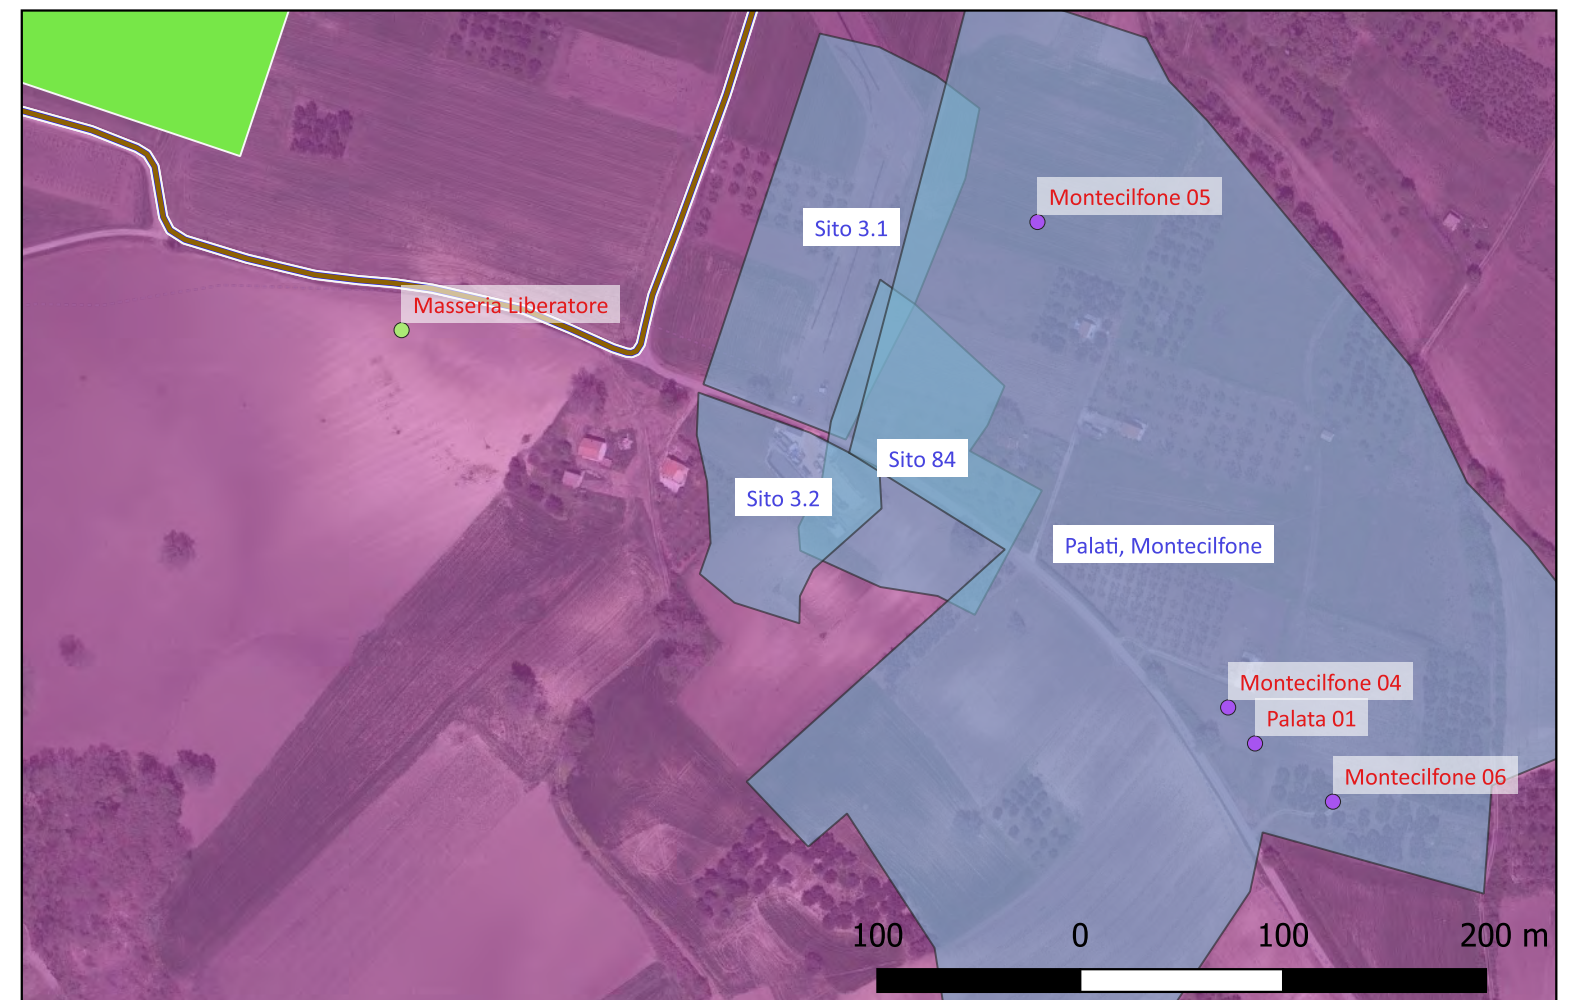 Montecilfone 05
Sito 3.1
Masseria Liberatore
Sito 84
Sito 3.2
Palati, Montecilfone
Montecilfone 04
Palata 01
Montecilfone 06
100 0 100 200 m